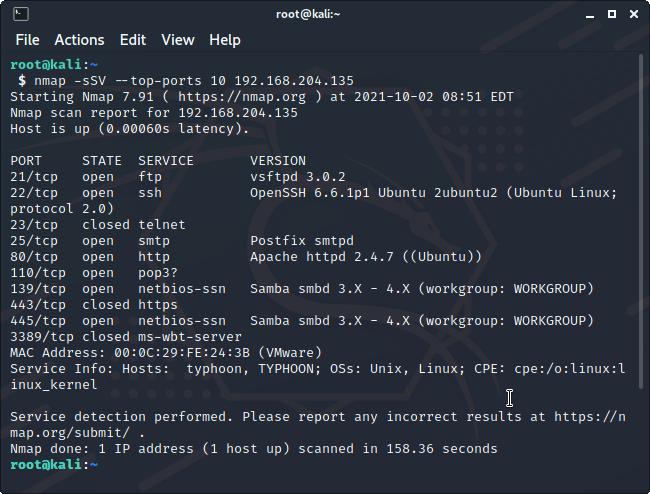 root@kali:~
File Actions Edit View Help
root@kali:~
$ nmap -sSV --top-ports 10 192.168.204.135
Starting Nmap 7.91 ( https://nmap.org ) at 2021-10-02 08:51 EDT
Nmap scan report for 192.168.204.135
Host is up (0.00060s latency).
PORT STATE SERVICE VERSION
21/tcp open ftp vsftpd 3.0.2
22/tcp open ssh OpenSSH 6.6.1p1 Ubuntu 2ubuntu2 (Ubuntu Linux;
protocol 2.0)
23/tcp closed telnet
25/tcp open smtp Postfix smtpd
80/tcp open http Apache httpd 2.4.7 ((Ubuntu))
110/tcp open pop3?
139/tcp open netbios-ssn Samba smbd 3.X - 4.X (workgroup: WORKGROUP)
443/tcp closed https
445/tcp open netbios-ssn Samba smbd 3.X - 4.X (workgroup: WORKGROUP)
3389/tcp closed ms-wbt-server
MAC Address: 00:0C:29:FE:24:3B (VMware)
Service Info: Hosts:  typhoon, TYPHOON; OSs: Unix, Linux; CPE: cpe:/o:linux:l
inux_kernel
Service detection performed. Please report any incorrect results at https://n
map.org/submit/ .
Nmap done: 1 IP address (1 host up) scanned in 158.36 seconds
root@kali:~